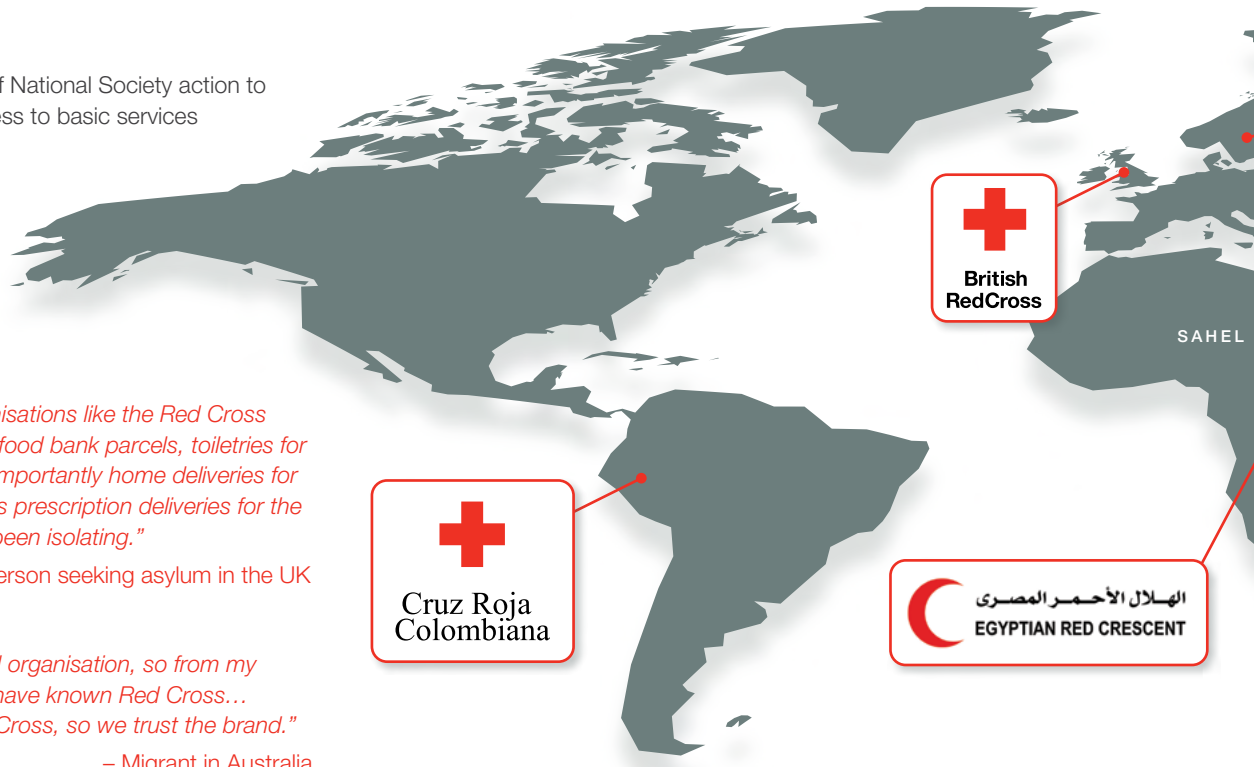 f National Society action to
ess to basic services
British
RedCross
SAHEL
isations like the Red Cross
food bank parcels, toiletries for
importantly home deliveries for
s prescription deliveries for the
been isolating.”
erson seeking asylum in the UK
Cruz Roja
Colombiana
الهلال الأحمر المصرى
EGYPTIAN RED CRESCENT
l organisation, so from my
have known Red Cross…
Cross, so we trust the brand.”
– Migrant in Australia